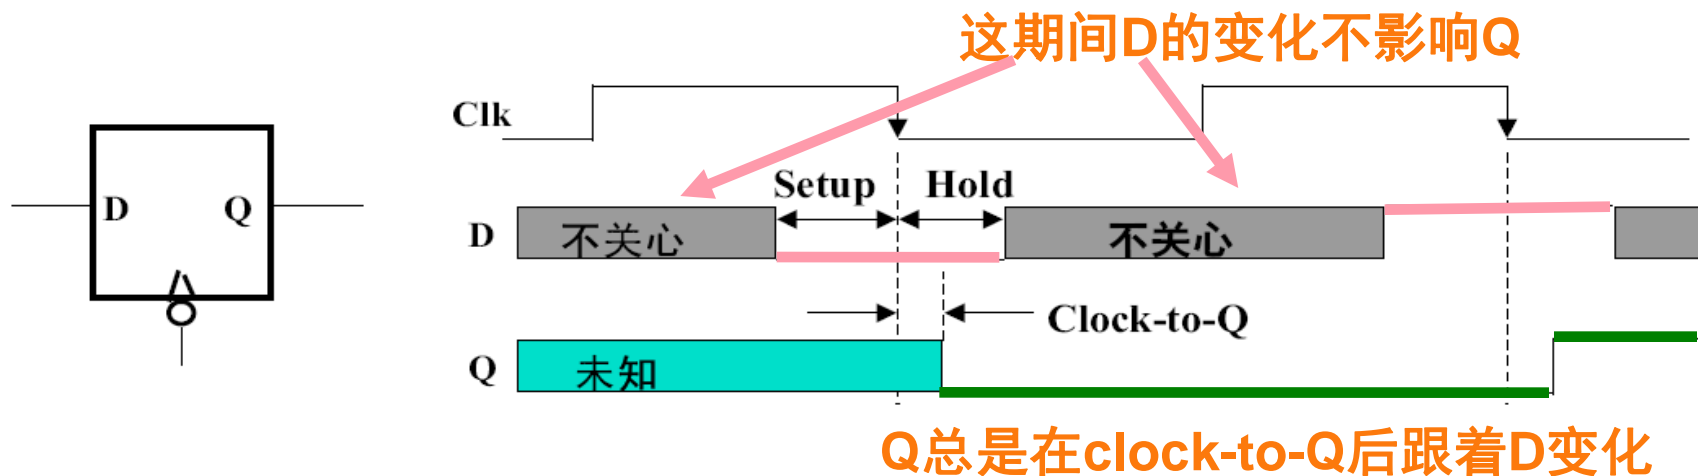 这期间D的变化不影响Q
Clk
D Q
Setup Hold
D 不关心 不关心
Clock-to-Q
Q 未知
Q总是在clock-to-Q后跟着D变化